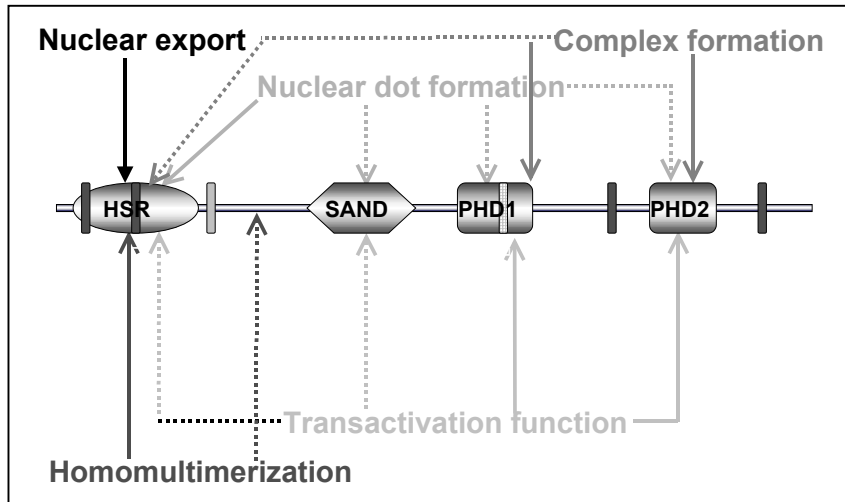 Nuclear export
Complex formation
Nuclear dot formation
HSR
SAND
PHD1
PHD2
Transactivation function
Homomultimerization